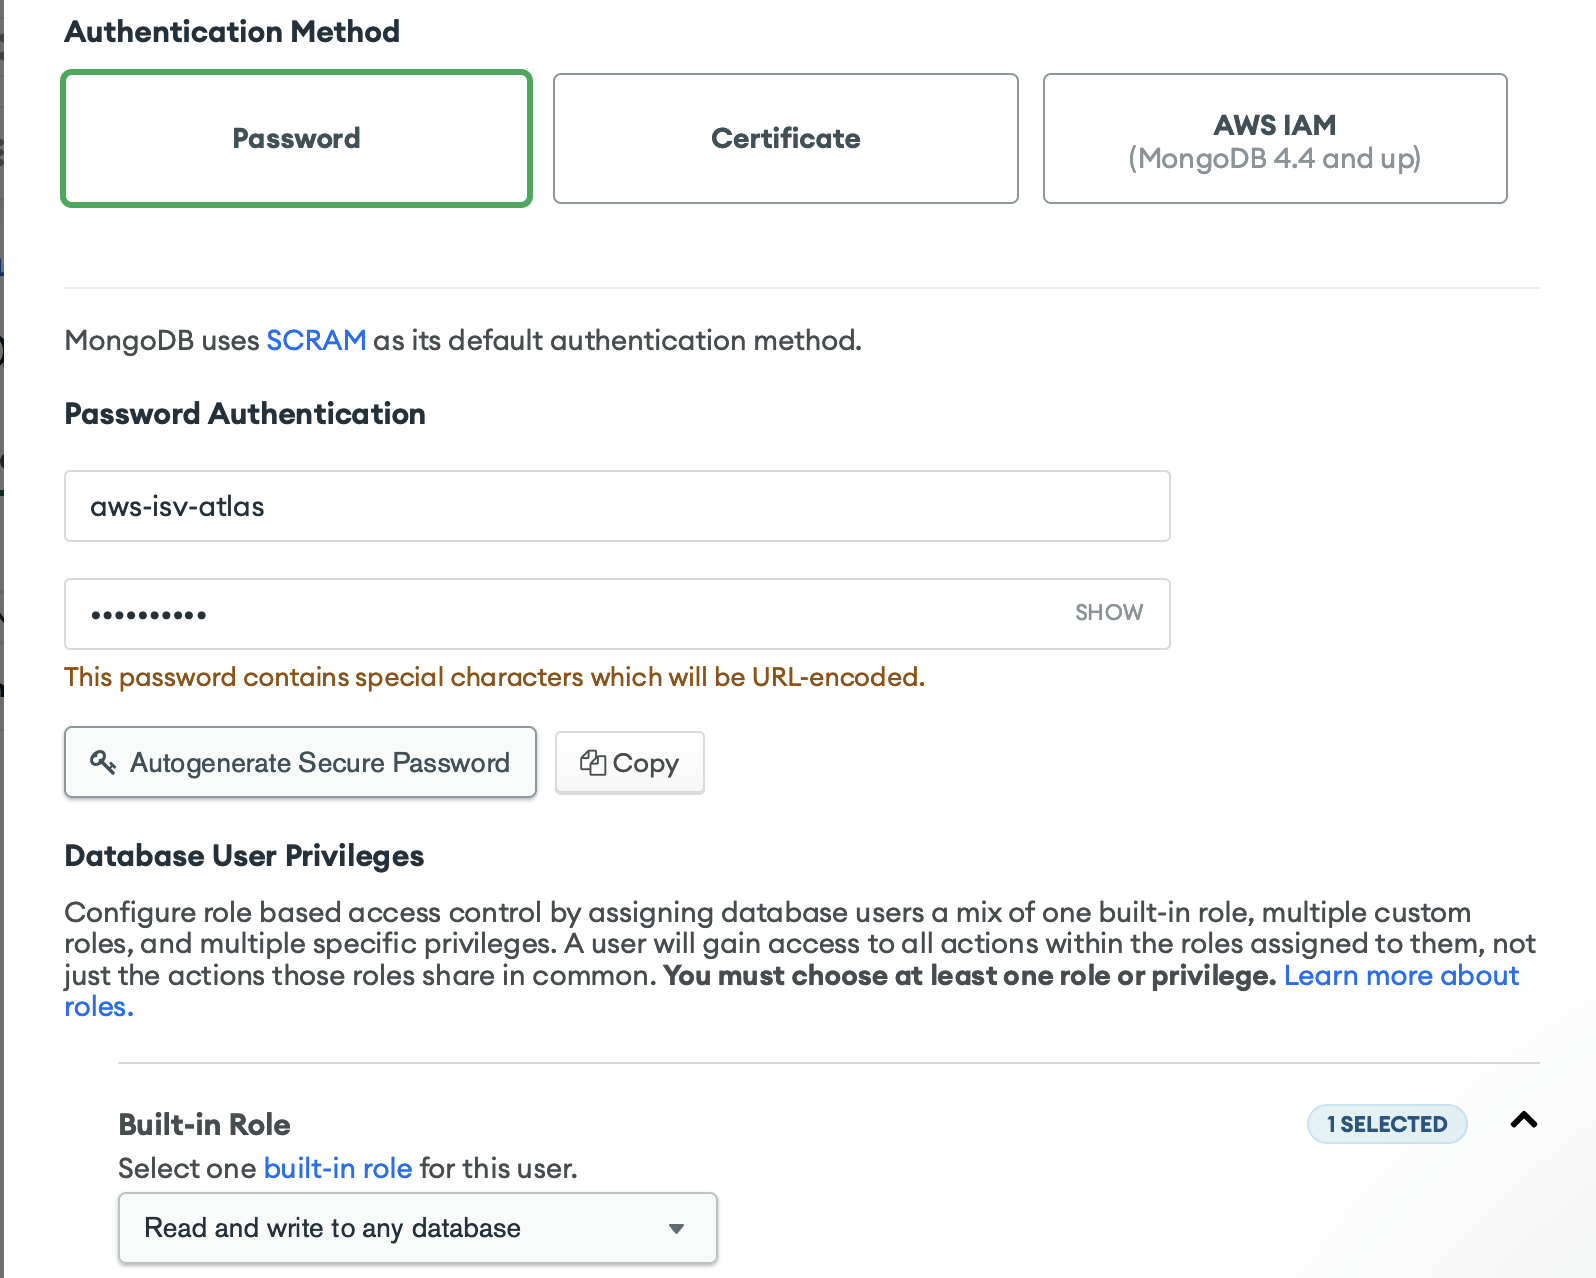 Authentication Method
Password
Certificate
AWS IAM
(MongoDB 4.4 and up)
MongoDB uses SCRAM as its default authentication method.
Password Authentication
aws-isv-atlas
•••••••••• SHOW
This password contains special characters which will be URL-encoded.
Autogenerate Secure Password
Copy
Database User Privileges
Configure role based access control by assigning database users a mix of one built-in role, multiple custom
roles, and multiple specific privileges. A user will gain access to all actions within the roles assigned to them, not
just the actions those roles share in common. You must choose at least one role or privilege. Learn more about
roles.
Built-in Role
1 SELECTED
Select one built-in role for this user.
Read and write to any database